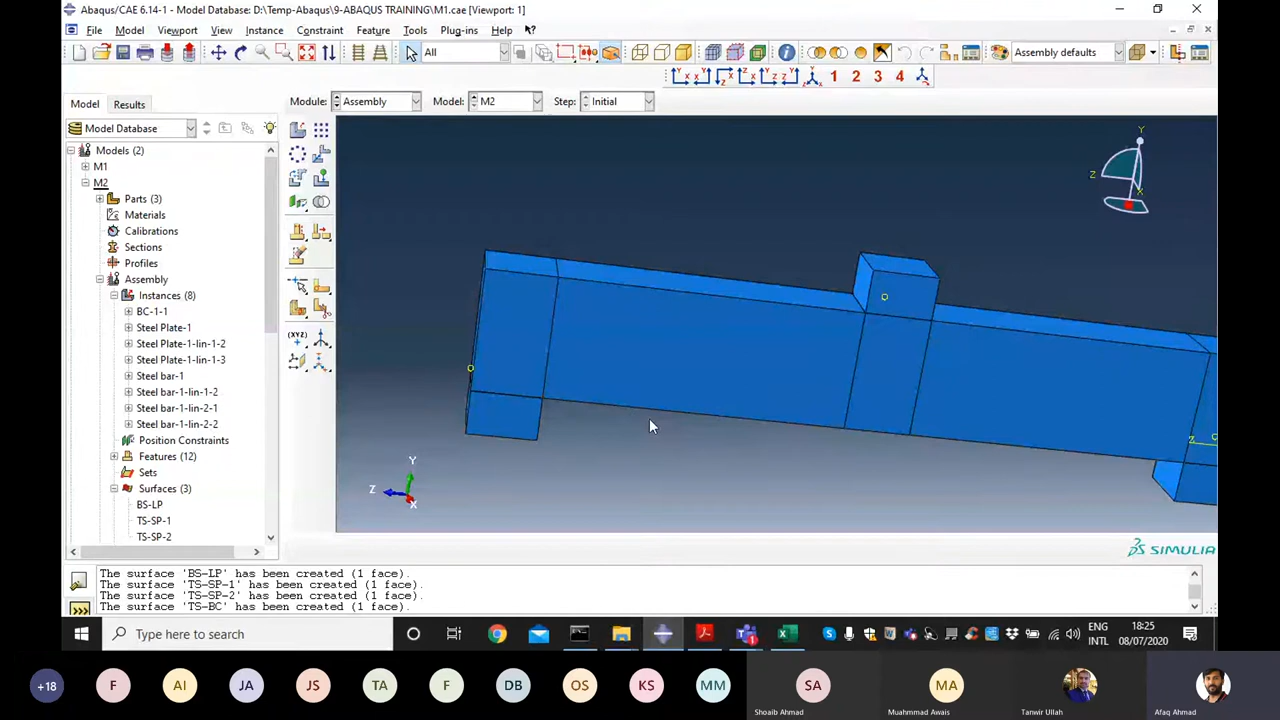 Abaqus/CAE 6.14-1 - Model Database: D:\Temp-Abaqus\9-ABAQUS TRAINING\M1.cae [Viewport: 1]
File Model Viewport View Instance Constraint Feature Tools Plug-ins Help
All Assembly defaults
1 2 3 4
Model Results Module: Assembly Model: M2 Step: Initial
Model Database
Models (2)
M1
M2
Parts (3)
Materials
Calibrations
Sections
Profiles
Assembly
Instances (8)
BC-1-1
Steel Plate-1
Steel Plate-1-lin-1-2
Steel Plate-1-lin-1-3
Steel bar-1
Steel bar-1-lin-1-2
Steel bar-1-lin-2-1
Steel bar-1-lin-2-2
Position Constraints
Features (12)
Sets
Surfaces (3)
BS-LP
TS-SP-1
TS-SP-2
Y
Z
X
Y
Z
X
Z
SIMULIA
The surface 'BS-LP' has been created (1 face).
The surface 'TS-SP-1' has been created (1 face).
The surface 'TS-SP-2' has been created (1 face).
The surface 'TS-BC' has been created (1 face).
>>>
Type here to search
ENG
INTL
18:25
08/07/2020
+18 F AI JA JS TA F DB OS KS MM SA MA
Shoaib Ahmad Muahmmad Awais Tanwir Ullah Afaq Ahmad